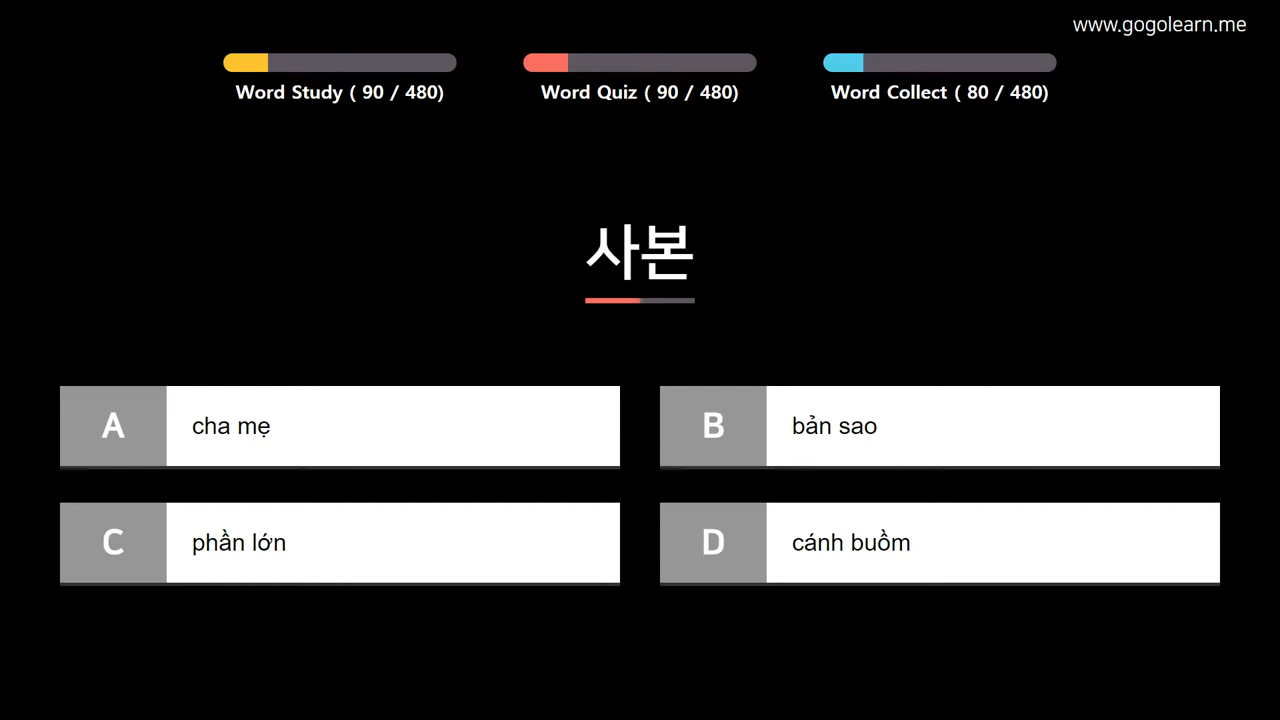 www.gogolearn.me
Word Study ( 90 / 480)
Word Quiz ( 90 / 480)
Word Collect ( 80 / 480)
사본
A cha mẹ
B bản sao
C phần lớn
D cánh buồm